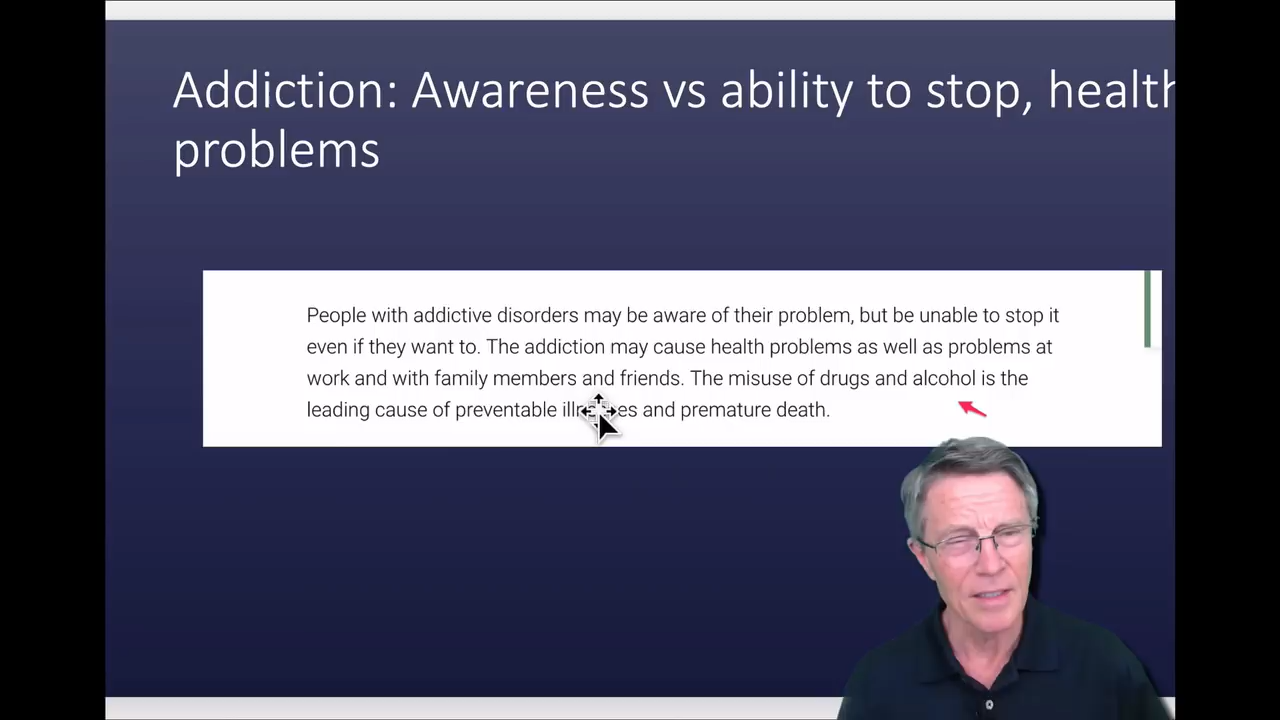 Addiction: Awareness vs ability to stop, health
problems
People with addictive disorders may be aware of their problem, but be unable to stop it
even if they want to. The addiction may cause health problems as well as problems at
work and with family members and friends. The misuse of drugs and alcohol is the
leading cause of preventable illnesses and premature death.